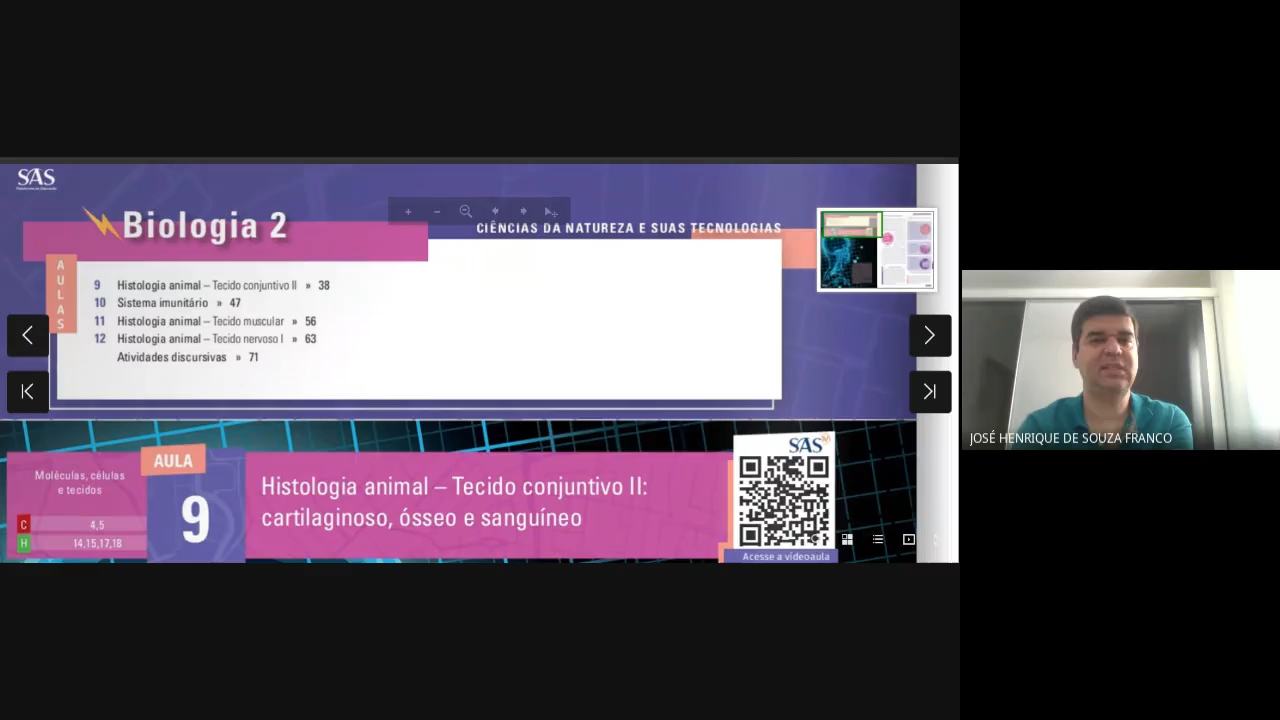 SAS
Plataforma de Educação
Biologia 2
CIÊNCIAS DA NATUREZA E SUAS TECNOLOGIAS
AULAS
9 Histologia animal – Tecido conjuntivo II » 38
10 Sistema imunitário » 47
11 Histologia animal – Tecido muscular » 56
12 Histologia animal – Tecido nervoso I » 63
Atividades discursivas » 71
Moléculas, células
e tecidos
C 4,5
H 14,15,17,18
AULA
9
Histologia animal – Tecido conjuntivo II:
cartilaginoso, ósseo e sanguíneo
SAS
Acesse a videoaula
JOSÉ HENRIQUE DE SOUZA FRANCO